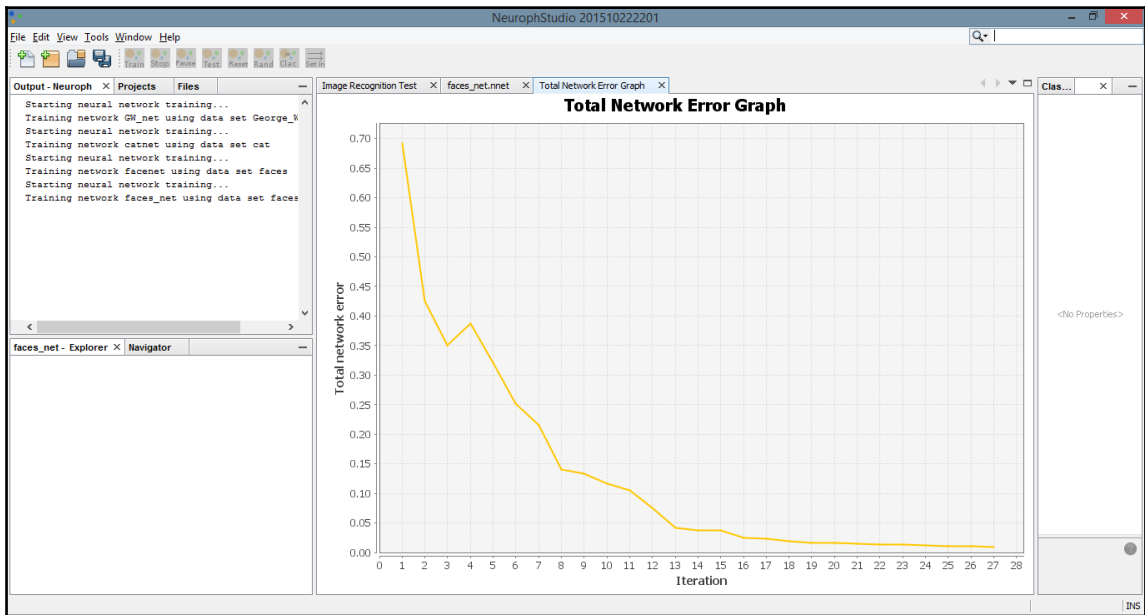 NeurophStudio 201510222201
File Edit View Tools Window Help
Train Stop Pause Test Reset Rand Clac Set In
Output - Neuroph Projects Files
Starting neural network training...
Training network GW_net using data set George_W
Starting neural network training...
Training network catnet using data set cat
Starting neural network training...
Training network facenet using data set faces
Starting neural network training...
Training network faces_net using data set faces
faces_net - Explorer Navigator
Image Recognition Test faces_net.nnet Total Network Error Graph
Total Network Error Graph
Total network error
0.70
0.65
0.60
0.55
0.50
0.45
0.40
0.35
0.30
0.25
0.20
0.15
0.10
0.05
0.00
0 1 2 3 4 5 6 7 8 9 10 11 12 13 14 15 16 17 18 19 20 21 22 23 24 25 26 27 28
Iteration
Clas...
<No Properties>
INS